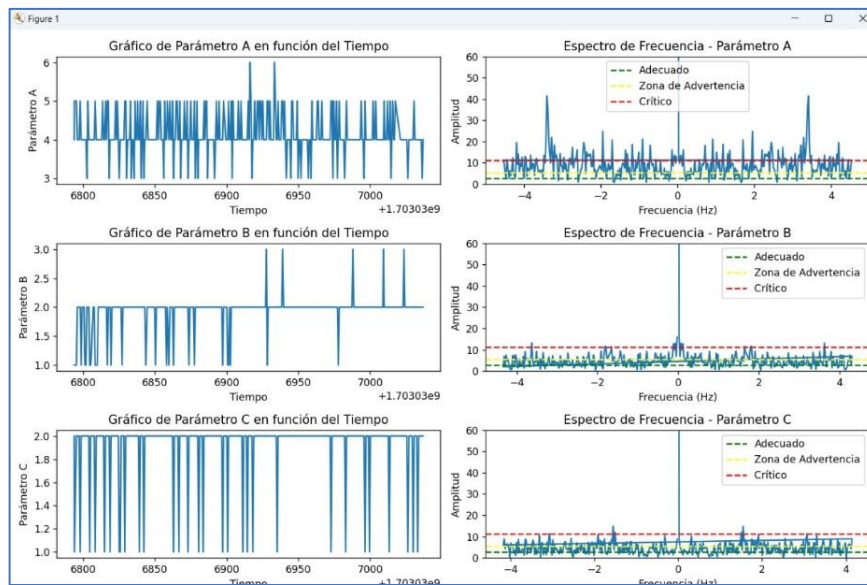 Figure 1
Gráfico de Parámetro A en función del Tiempo
Parámetro A
6
5
4
3
6800
6850
6900
6950
7000
Tiempo
+1.70303e9
Espectro de Frecuencia - Parámetro A
Amplitud
60
50
40
30
20
10
0
−4
−2
0
2
4
Frecuencia (Hz)
Adecuado
Zona de Advertencia
Crítico
Gráfico de Parámetro B en función del Tiempo
Parámetro B
3.0
2.5
2.0
1.5
1.0
6800
6850
6900
6950
7000
Tiempo
+1.70303e9
Espectro de Frecuencia - Parámetro B
Amplitud
60
50
40
30
20
10
0
−4
−2
0
2
4
Frecuencia (Hz)
Adecuado
Zona de Advertencia
Crítico
Gráfico de Parámetro C en función del Tiempo
Parámetro C
2.0
1.8
1.6
1.4
1.2
1.0
6800
6850
6900
6950
7000
Tiempo
+1.70303e9
Espectro de Frecuencia - Parámetro C
Amplitud
60
50
40
30
20
10
0
−4
−2
0
2
4
Frecuencia (Hz)
Adecuado
Zona de Advertencia
Crítico